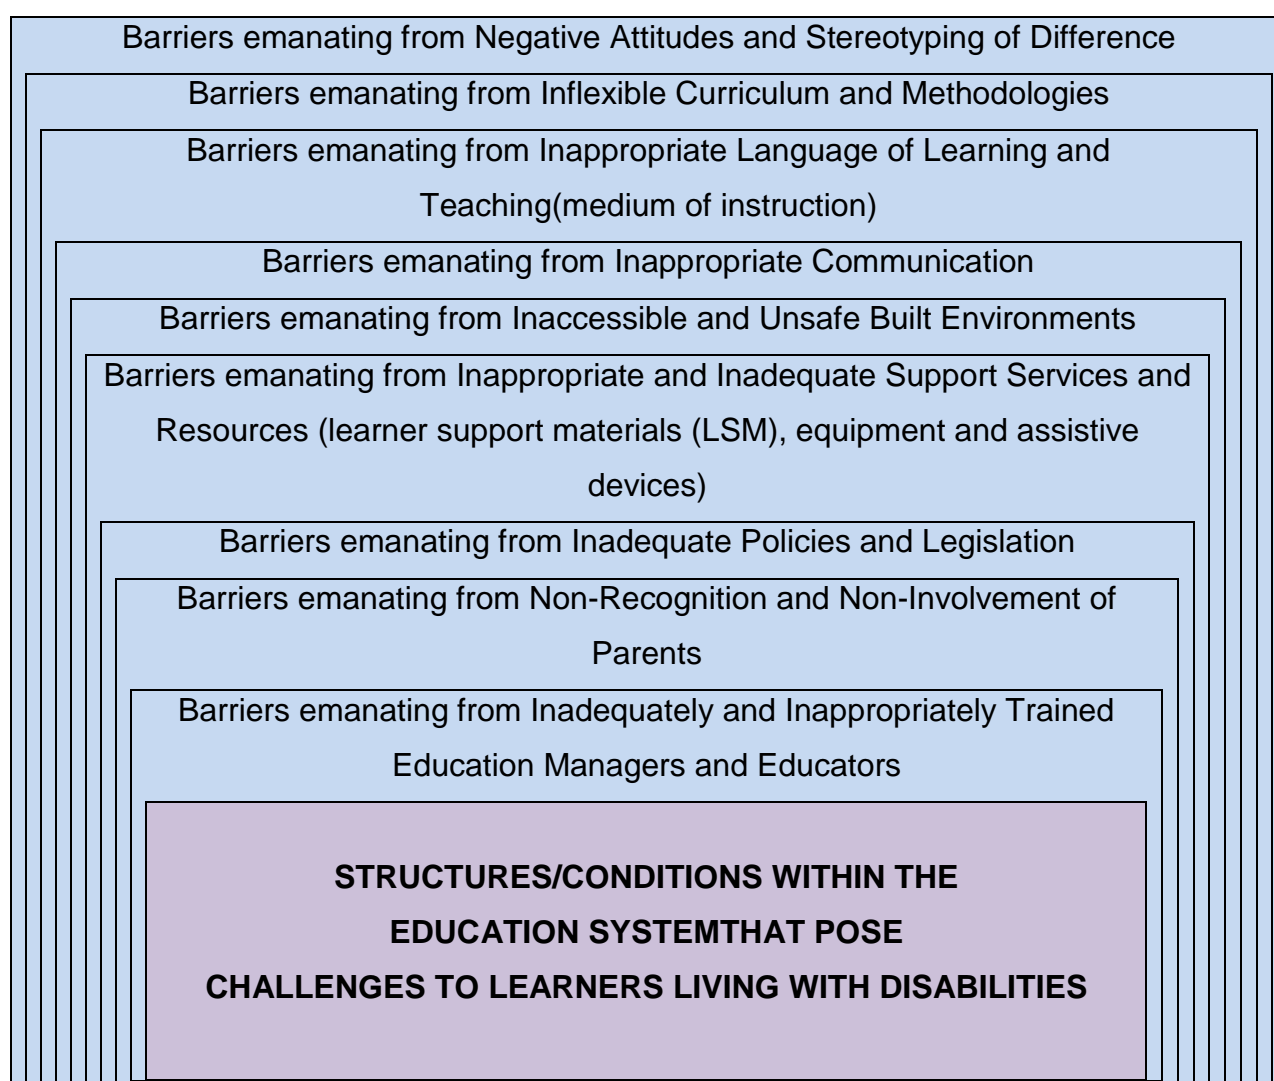 Barriers emanating from Negative Attitudes and Stereotyping of Difference
Barriers emanating from Inflexible Curriculum and Methodologies
Barriers emanating from Inappropriate Language of Learning and
Teaching(medium of instruction)
Barriers emanating from Inappropriate Communication
Barriers emanating from Inaccessible and Unsafe Built Environments
Barriers emanating from Inappropriate and Inadequate Support Services and
Resources (learner support materials (LSM), equipment and assistive
devices)
Barriers emanating from Inadequate Policies and Legislation
Barriers emanating from Non-Recognition and Non-Involvement of
Parents
Barriers emanating from Inadequately and Inappropriately Trained
Education Managers and Educators
STRUCTURES/CONDITIONS WITHIN THE
EDUCATION SYSTEMTHAT POSE
CHALLENGES TO LEARNERS LIVING WITH DISABILITIES